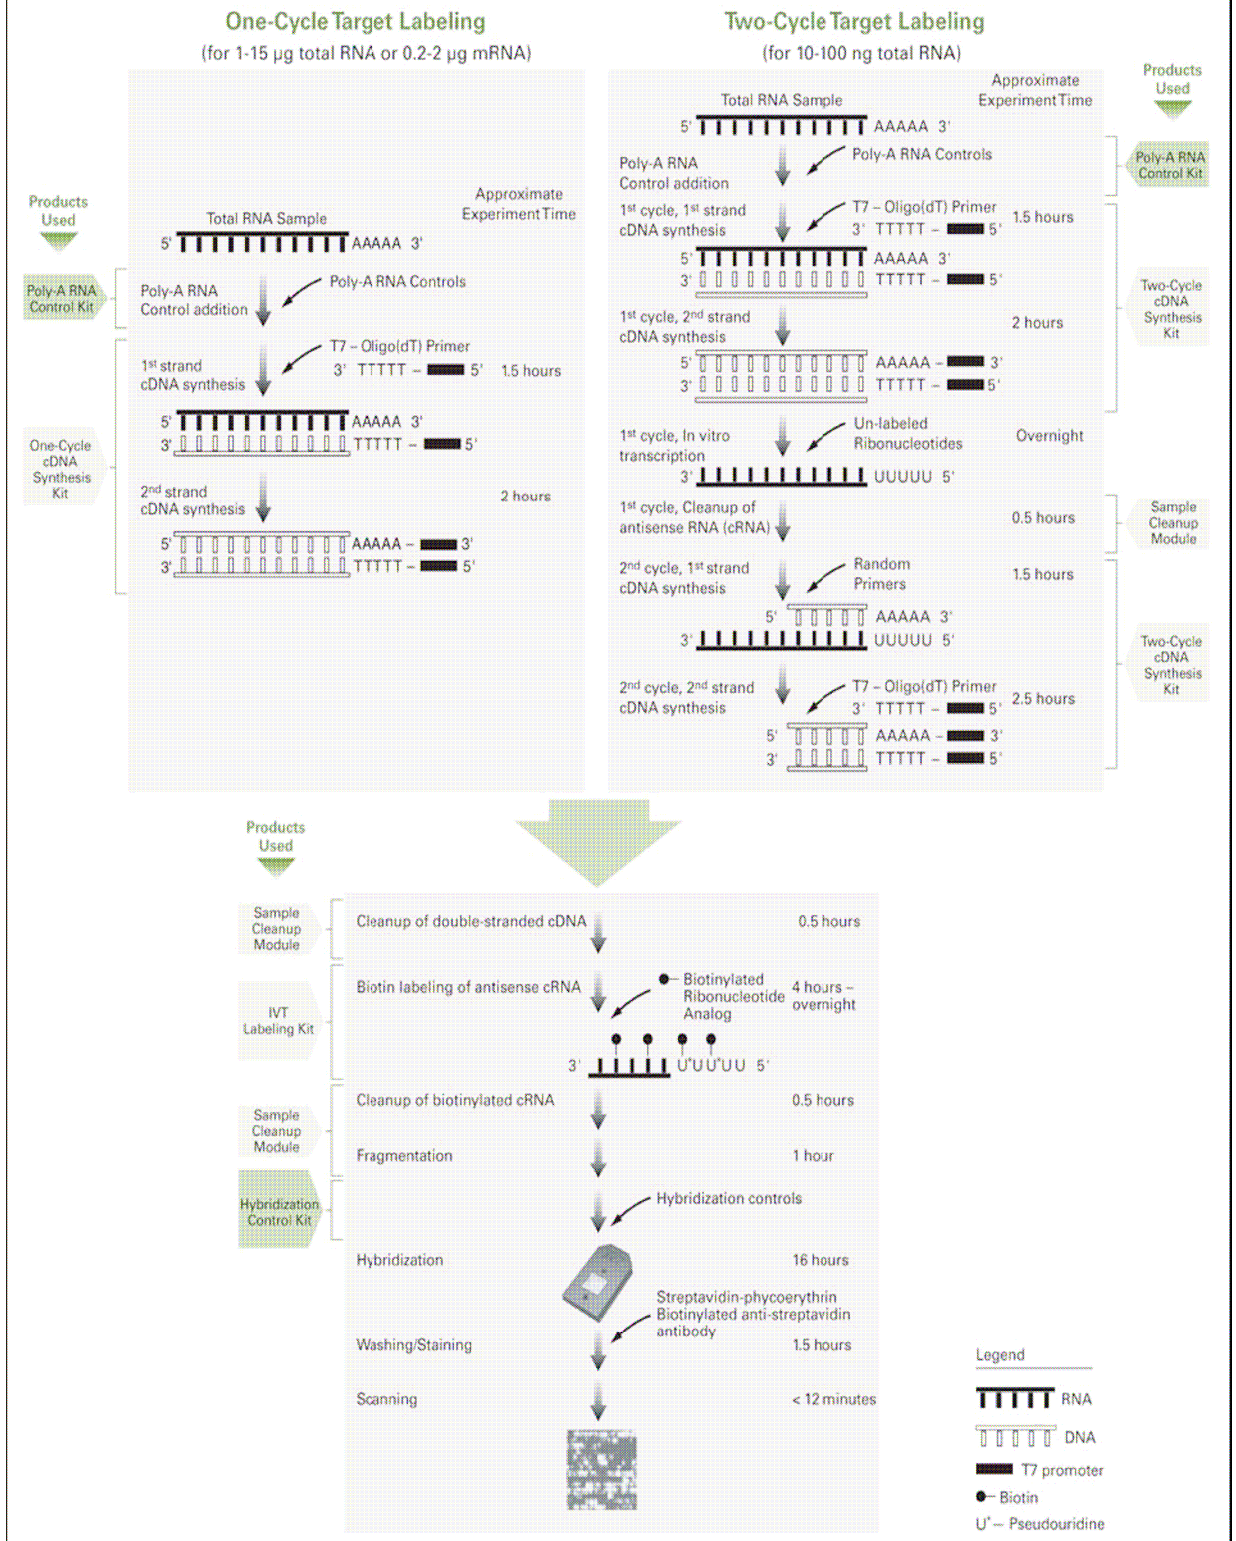 One-Cycle Target Labeling
(for 1-15 µg total RNA or 0.2-2 µg mRNA)
Products
Used
Approximate
Experiment Time
Total RNA Sample
5' AAAAA 3'
Poly-A RNA
Control Kit
Poly-A RNA
Control addition
Poly-A RNA Controls
1st strand
cDNA synthesis
T7 – Oligo(dT) Primer
3' TTTTT – 5'
1.5 hours
5' AAAAA 3'
3' TTTTT – 5'
One-Cycle
cDNA
Synthesis
Kit
2nd strand
cDNA synthesis
2 hours
5' AAAAA – 3'
3' TTTTT – 5'
Two-Cycle Target Labeling
(for 10-100 ng total RNA)
Approximate
Experiment Time
Products
Used
Total RNA Sample
5' AAAAA 3'
Poly-A RNA
Control addition
Poly-A RNA Controls
Poly-A RNA
Control Kit
1st cycle, 1st strand
cDNA synthesis
T7 – Oligo(dT) Primer
3' TTTTT – 5'
1.5 hours
5' AAAAA 3'
3' TTTTT – 5'
Two-Cycle
cDNA
Synthesis
Kit
1st cycle, 2nd strand
cDNA synthesis
2 hours
5' AAAAA – 3'
3' TTTTT – 5'
1st cycle, In vitro
transcription
Un-labeled
Ribonucleotides
Overnight
3' UUUUU 5'
1st cycle, Cleanup of
antisense RNA (cRNA)
0.5 hours
Sample
Cleanup
Module
2nd cycle, 1st strand
cDNA synthesis
Random
Primers
1.5 hours
5' AAAAA 3'
3' UUUUU 5'
Two-Cycle
cDNA
Synthesis
Kit
2nd cycle, 2nd strand
cDNA synthesis
T7 – Oligo(dT) Primer
3' TTTTT – 5'
2.5 hours
5' AAAAA – 3'
3' TTTTT – 5'
Products
Used
Sample
Cleanup
Module
Cleanup of double-stranded cDNA
0.5 hours
IVT
Labeling Kit
Biotin labeling of antisense cRNA
Biotinylated
Ribonucleotide
Analog
4 hours –
overnight
3' U*UU*UU 5'
Sample
Cleanup
Module
Cleanup of biotinylated cRNA
0.5 hours
Fragmentation
1 hour
Hybridization
Control Kit
Hybridization controls
Hybridization
16 hours
Streptavidin-phycoerythrin
Biotinylated anti-streptavidin
antibody
Washing/Staining
1.5 hours
Scanning
< 12 minutes
Legend
RNA
DNA
T7 promoter
Biotin
U* – Pseudouridine